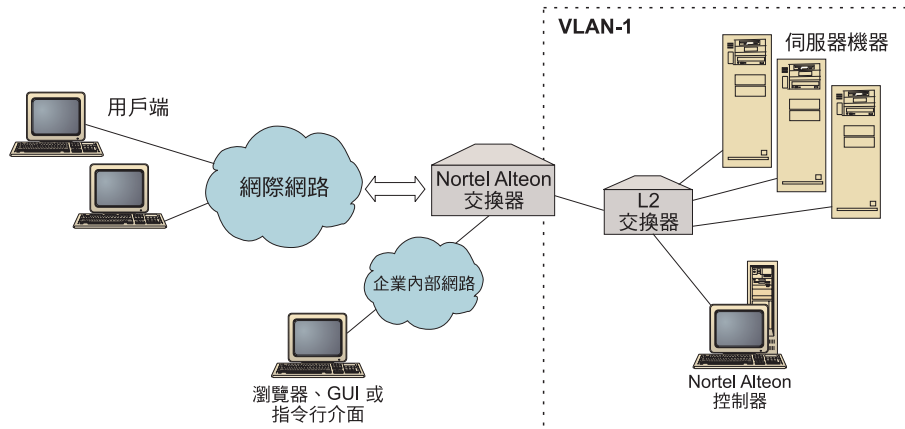 VLAN-1
伺服器機器
用戶端
網際網路
Nortel Alteon
交換器
L2
交換器
企業內部網路
瀏覽器、GUI 或
指令行介面
Nortel Alteon
控制器